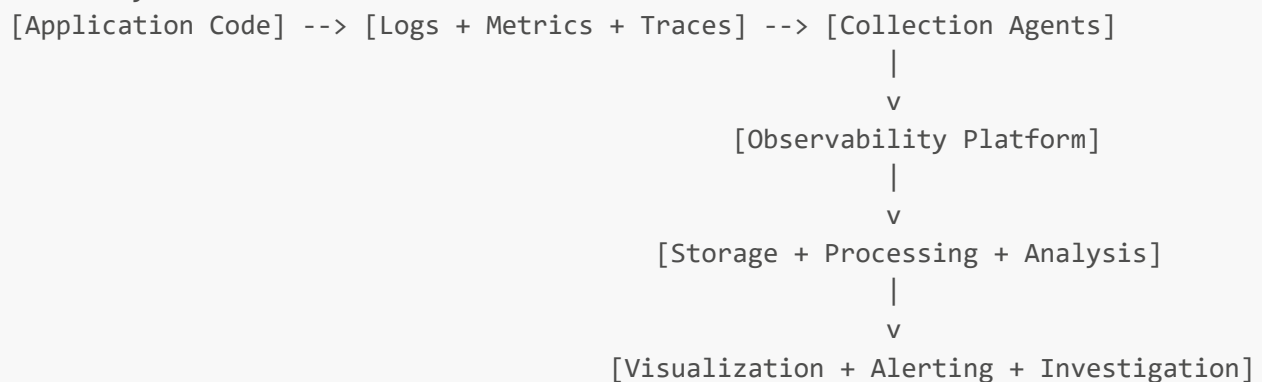 [Application Code] --> [Logs + Metrics + Traces] --> [Collection Agents]
|
v
[Observability Platform]
|
v
[Storage + Processing + Analysis]
|
v
[Visualization + Alerting + Investigation]